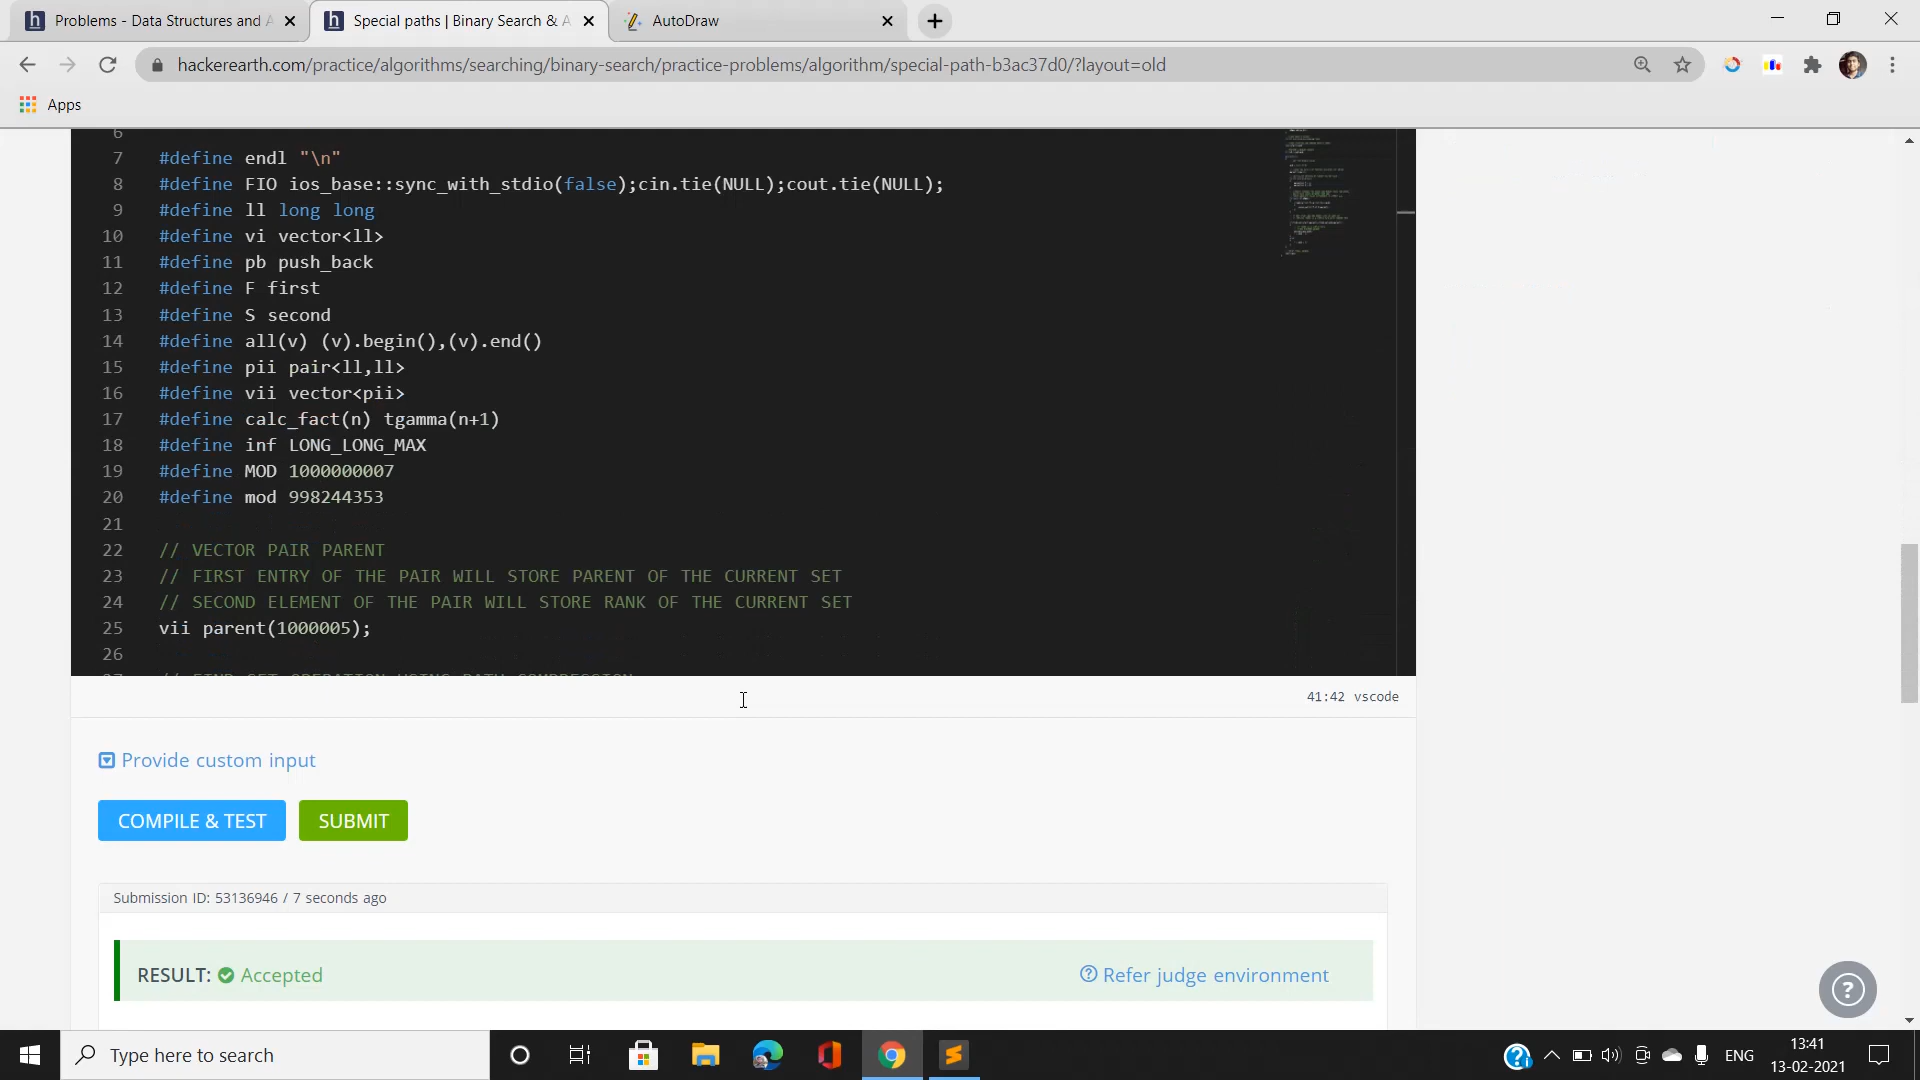 Problems - Data Structures and A
Special paths | Binary Search & A
AutoDraw
hackerearth.com/practice/algorithms/searching/binary-search/practice-problems/algorithm/special-path-b3ac37d0/?layout=old
Apps
6
7 #define endl "\n"
8 #define FIO ios_base::sync_with_stdio(false);cin.tie(NULL);cout.tie(NULL);
9 #define ll long long
10 #define vi vector<ll>
11 #define pb push_back
12 #define F first
13 #define S second
14 #define all(v) (v).begin(),(v).end()
15 #define pii pair<ll,ll>
16 #define vii vector<pii>
17 #define calc_fact(n) tgamma(n+1)
18 #define inf LONG_LONG_MAX
19 #define MOD 1000000007
20 #define mod 998244353
21
22 // VECTOR PAIR PARENT
23 // FIRST ENTRY OF THE PAIR WILL STORE PARENT OF THE CURRENT SET
24 // SECOND ELEMENT OF THE PAIR WILL STORE RANK OF THE CURRENT SET
25 vii parent(1000005);
26
27 // FIND SET OPERATION USING PATH COMPRESSION
41:42 vscode
Provide custom input
COMPILE & TEST SUBMIT
Submission ID: 53136946 / 7 seconds ago
RESULT: Accepted
Refer judge environment
?
Type here to search
ENG
13:41
13-02-2021